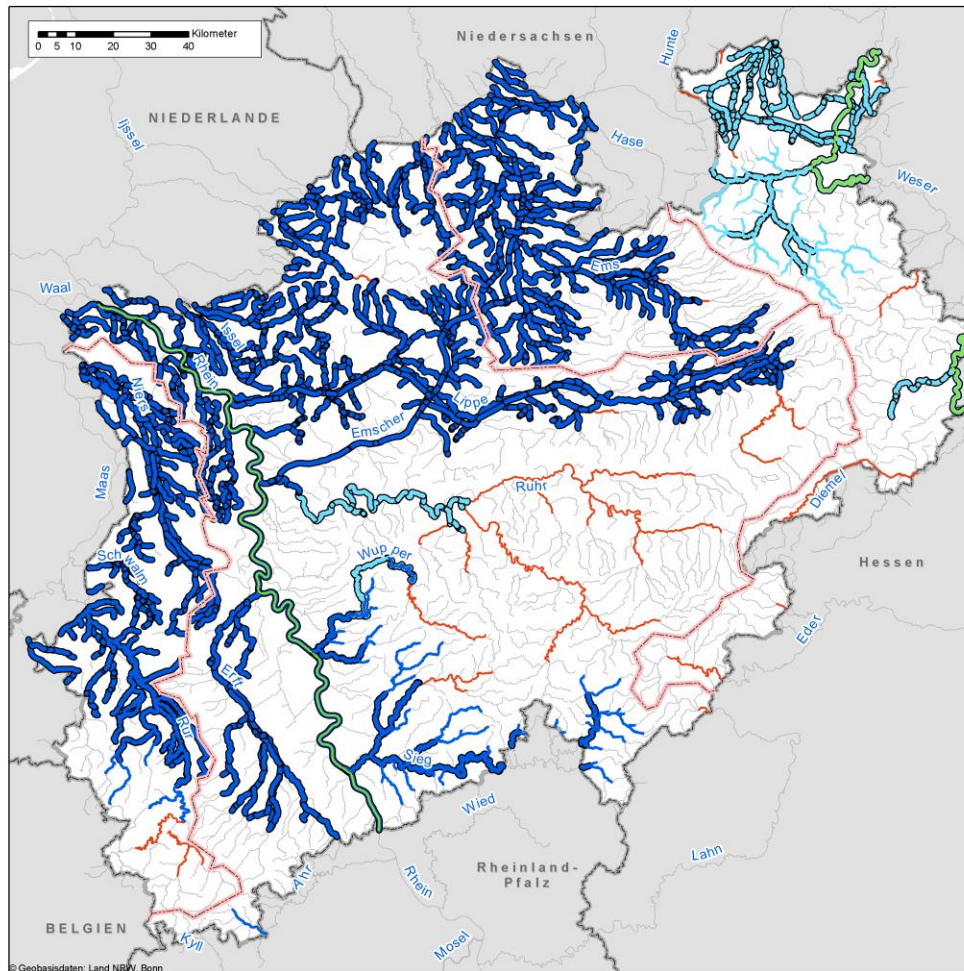 Kilometer
0 5 10 20 30 40
Niedersachsen
Hunte
NIEDERLANDE
Ijssel
Hase
Weser
Ems
Waal
Ijssel
Rhein
Niers
Lippe
Emscher
Maas
Ruhr
Diemel
Schwalm
Wupper
Hessen
Eder
Erft
Rur
Sieg
Wied
Lahn
Rheinland-
Pfalz
Ahr
Rhein
BELGIEN
Kyll
Mosel
© Geobasisdaten: Land NRW, Bonn